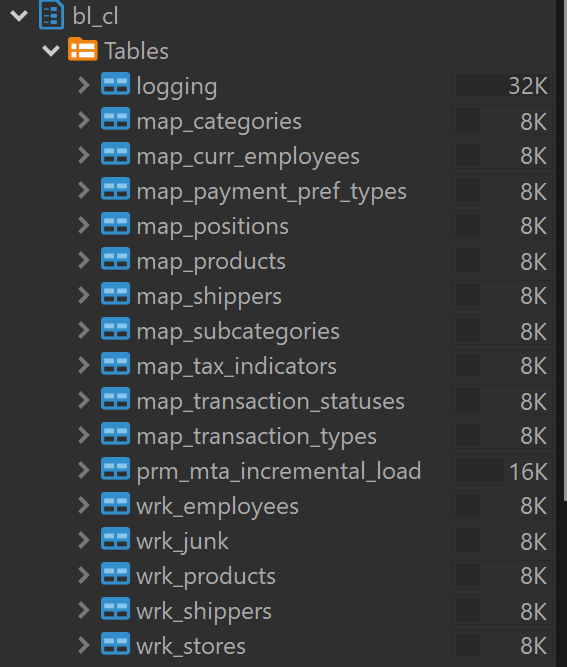 bl_cl
Tables
logging 32K
map_categories 8K
map_curr_employees 8K
map_payment_pref_types 8K
map_positions 8K
map_products 8K
map_shippers 8K
map_subcategories 8K
map_tax_indicators 8K
map_transaction_statuses 8K
map_transaction_types 8K
prm_mta_incremental_load 16K
wrk_employees 8K
wrk_junk 8K
wrk_products 8K
wrk_shippers 8K
wrk_stores 8K